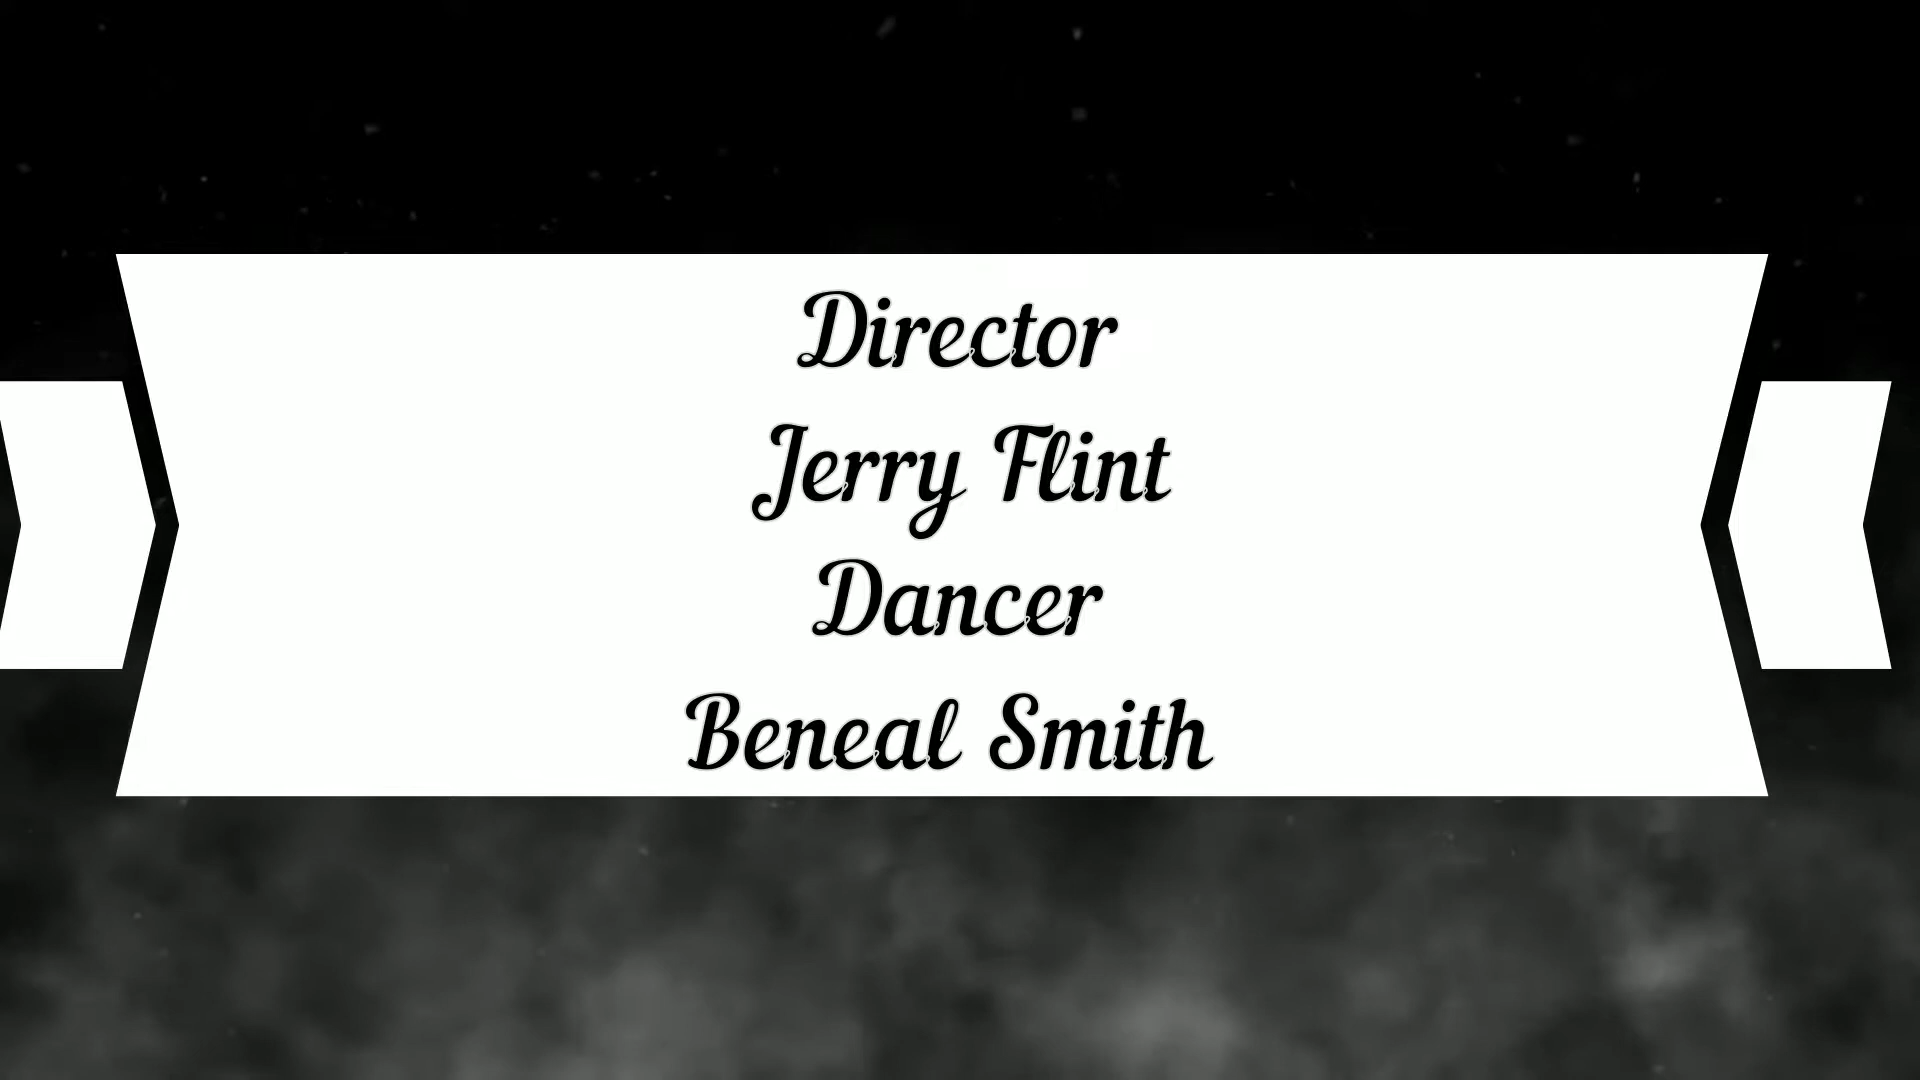 Director
Jerry Flint
Dancer
Beneal Smith